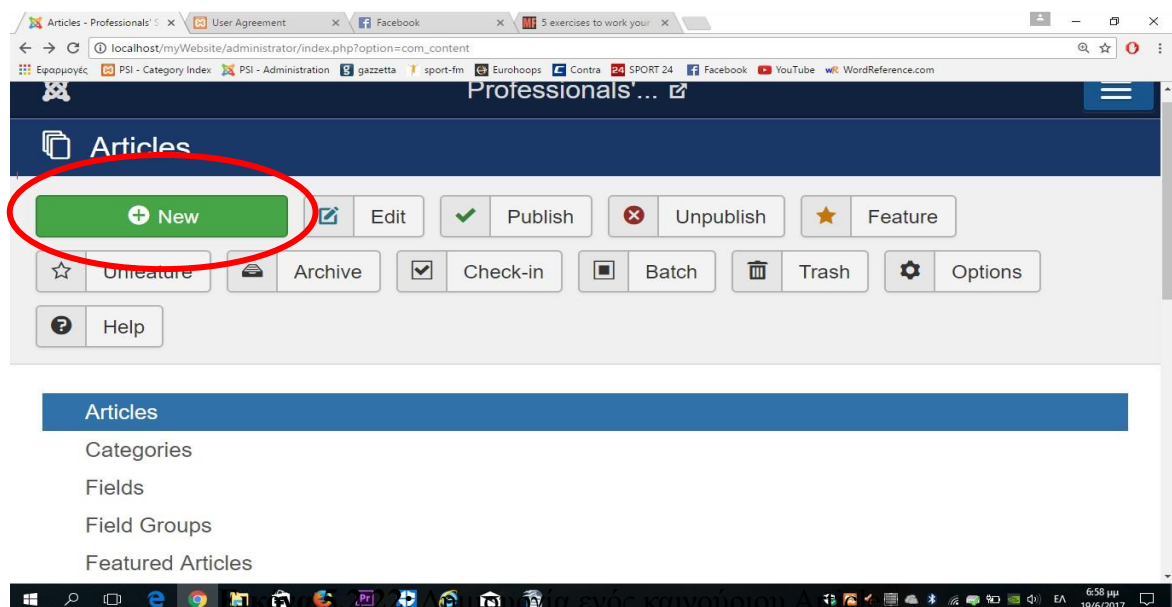 Articles - Professionals' S
User Agreement
Facebook
5 exercises to work your
localhost/myWebsite/administrator/index.php?option=com_content
Εφαρμογές PSI - Category Index PSI - Administration gazzetta sport-fm Eurohoops Contra SPORT 24 Facebook YouTube WordReference.com
Professionals'...
Articles
New Edit Publish Unpublish Feature
Unfeature Archive Check-in Batch Trash Options
Help
Articles
Categories
Fields
Field Groups
Featured Articles
ενός καινούριου
ΕΛ 6:58 μμ
19/6/2017